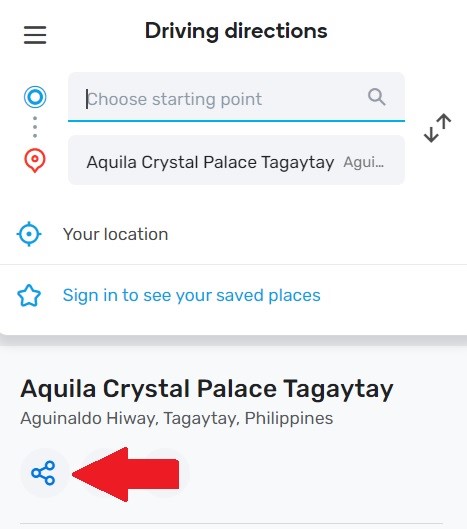 Driving directions
Choose starting point
Aquila Crystal Palace Tagaytay Agui...
Your location
Sign in to see your saved places
Aquila Crystal Palace Tagaytay
Aguinaldo Hiway, Tagaytay, Philippines